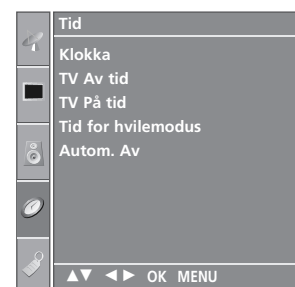 Tid
Klokka
TV Av tid
TV På tid
Tid for hvilemodus
Autom. Av
▲▼ ◄► OK MENU